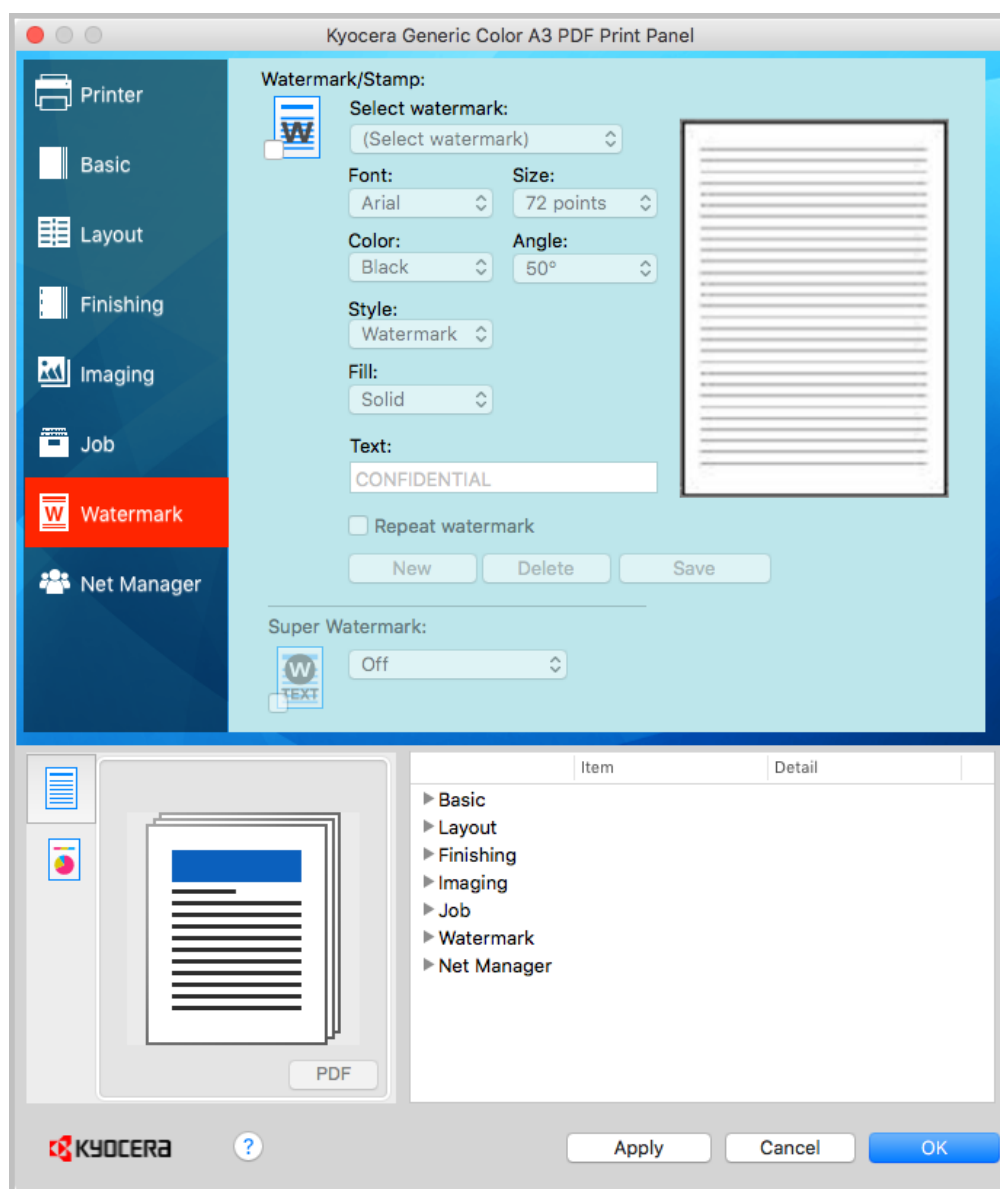 Kyocera Generic Color A3 PDF Print Panel
Printer
Basic
Layout
Finishing
Imaging
Job
W Watermark
Net Manager
Watermark/Stamp:
W
Select watermark:
(Select watermark)
Font: Size:
Arial 72 points
Color: Angle:
Black 50°
Style:
Watermark
Fill:
Solid
Text:
CONFIDENTIAL
Repeat watermark
New Delete Save
Super Watermark:
W
TEXT
Off
PDF
Item Detail
Basic
Layout
Finishing
Imaging
Job
Watermark
Net Manager
KYOCERA ? Apply Cancel OK